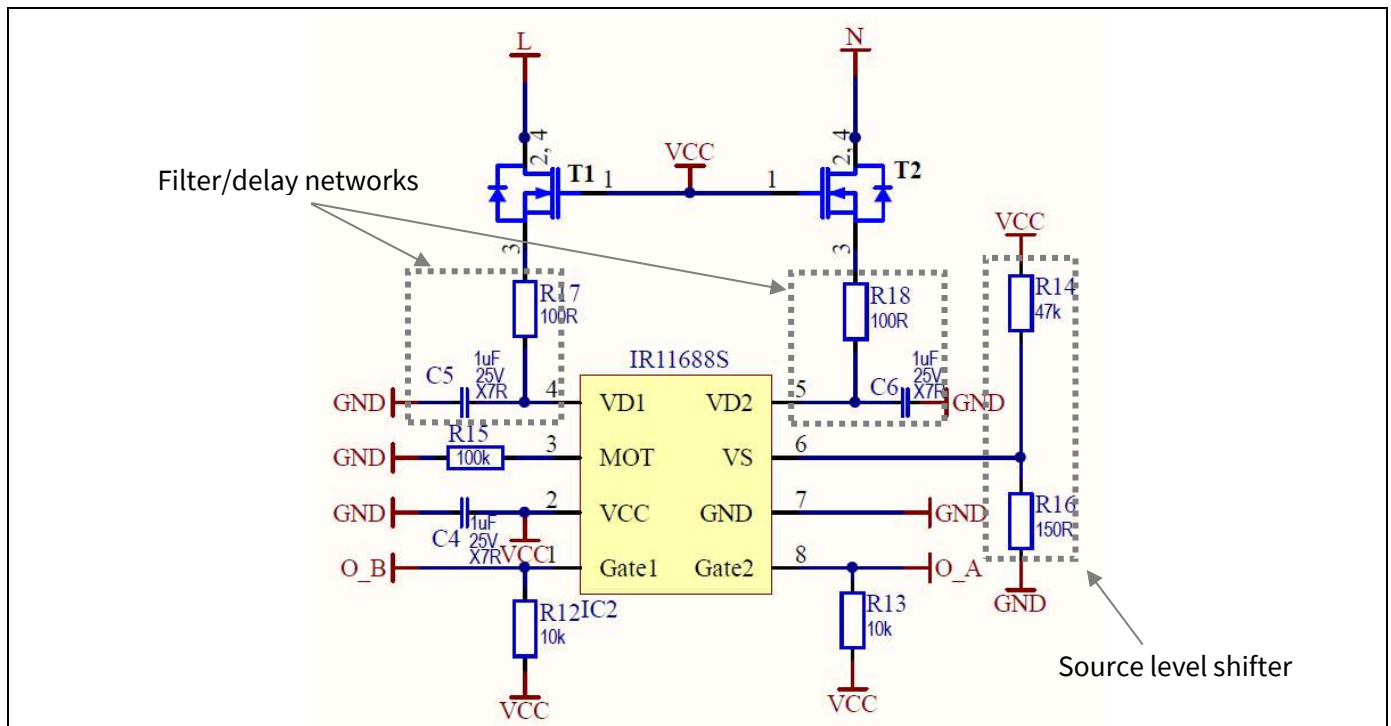 L
N
2, 4
2, 4
T1
1
VCC
1
T2
Filter/delay networks
3
3
VCC
R17
100R
R18
100R
R14
47k
IR11688S
C5
1uF
25V
X7R
GND
4
VD1
VD2
5
C6
1uF
25V
X7R
GND
R15
100k
GND
3
MOT
VS
6
GND
2
VCC
GND
7
GND
R16
150R
C4
1uF
25V
X7R
VCC
O_B
1
Gate1
Gate2
8
O_A
GND
R12
10k
IC2
R13
10k
Source level shifter
VCC
VCC